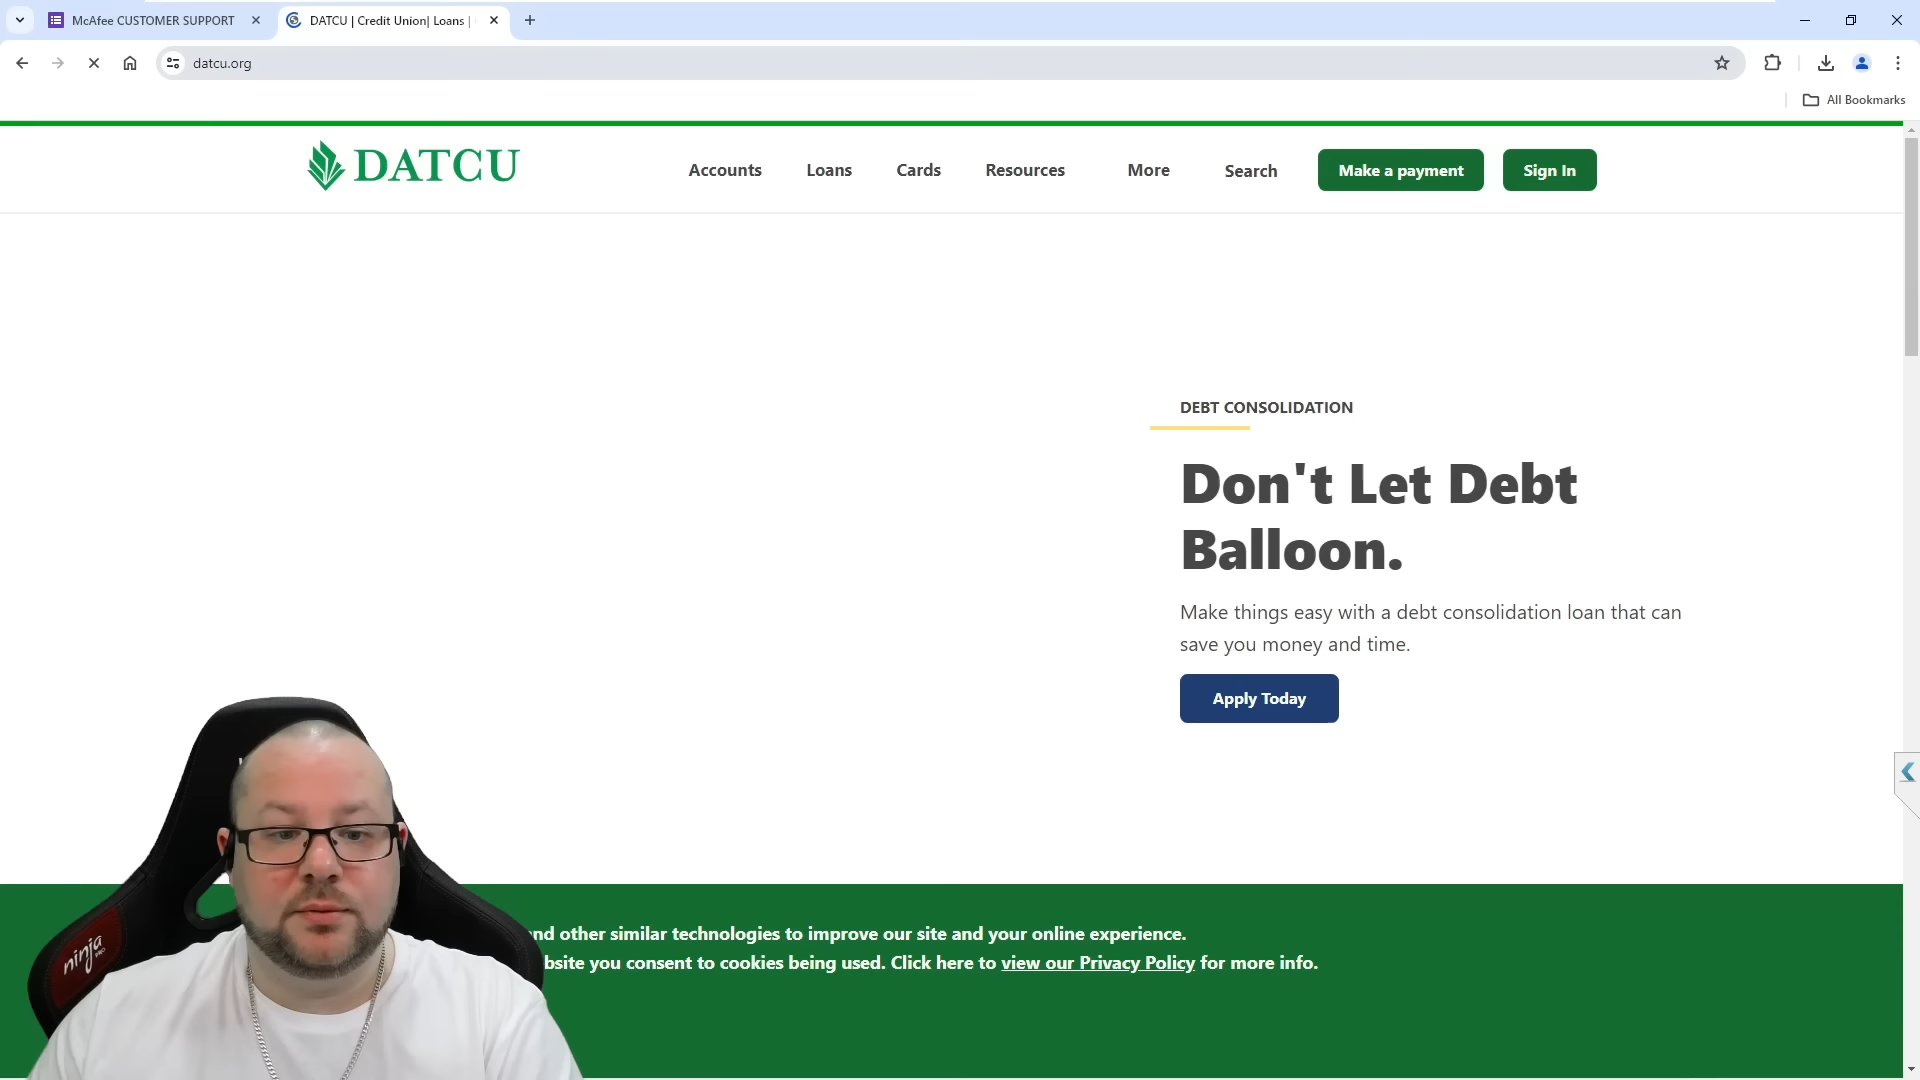 McAfee CUSTOMER SUPPORT
DATCU | Credit Union| Loans |
datcu.org
All Bookmarks
DATCU
Accounts
Loans
Cards
Resources
More
Search
Make a payment
Sign In
DEBT CONSOLIDATION
Don't Let Debt
Balloon.
Make things easy with a debt consolidation loan that can
save you money and time.
Apply Today
and other similar technologies to improve our site and your online experience.
bsite you consent to cookies being used. Click here to view our Privacy Policy for more info.
ninja
PRO